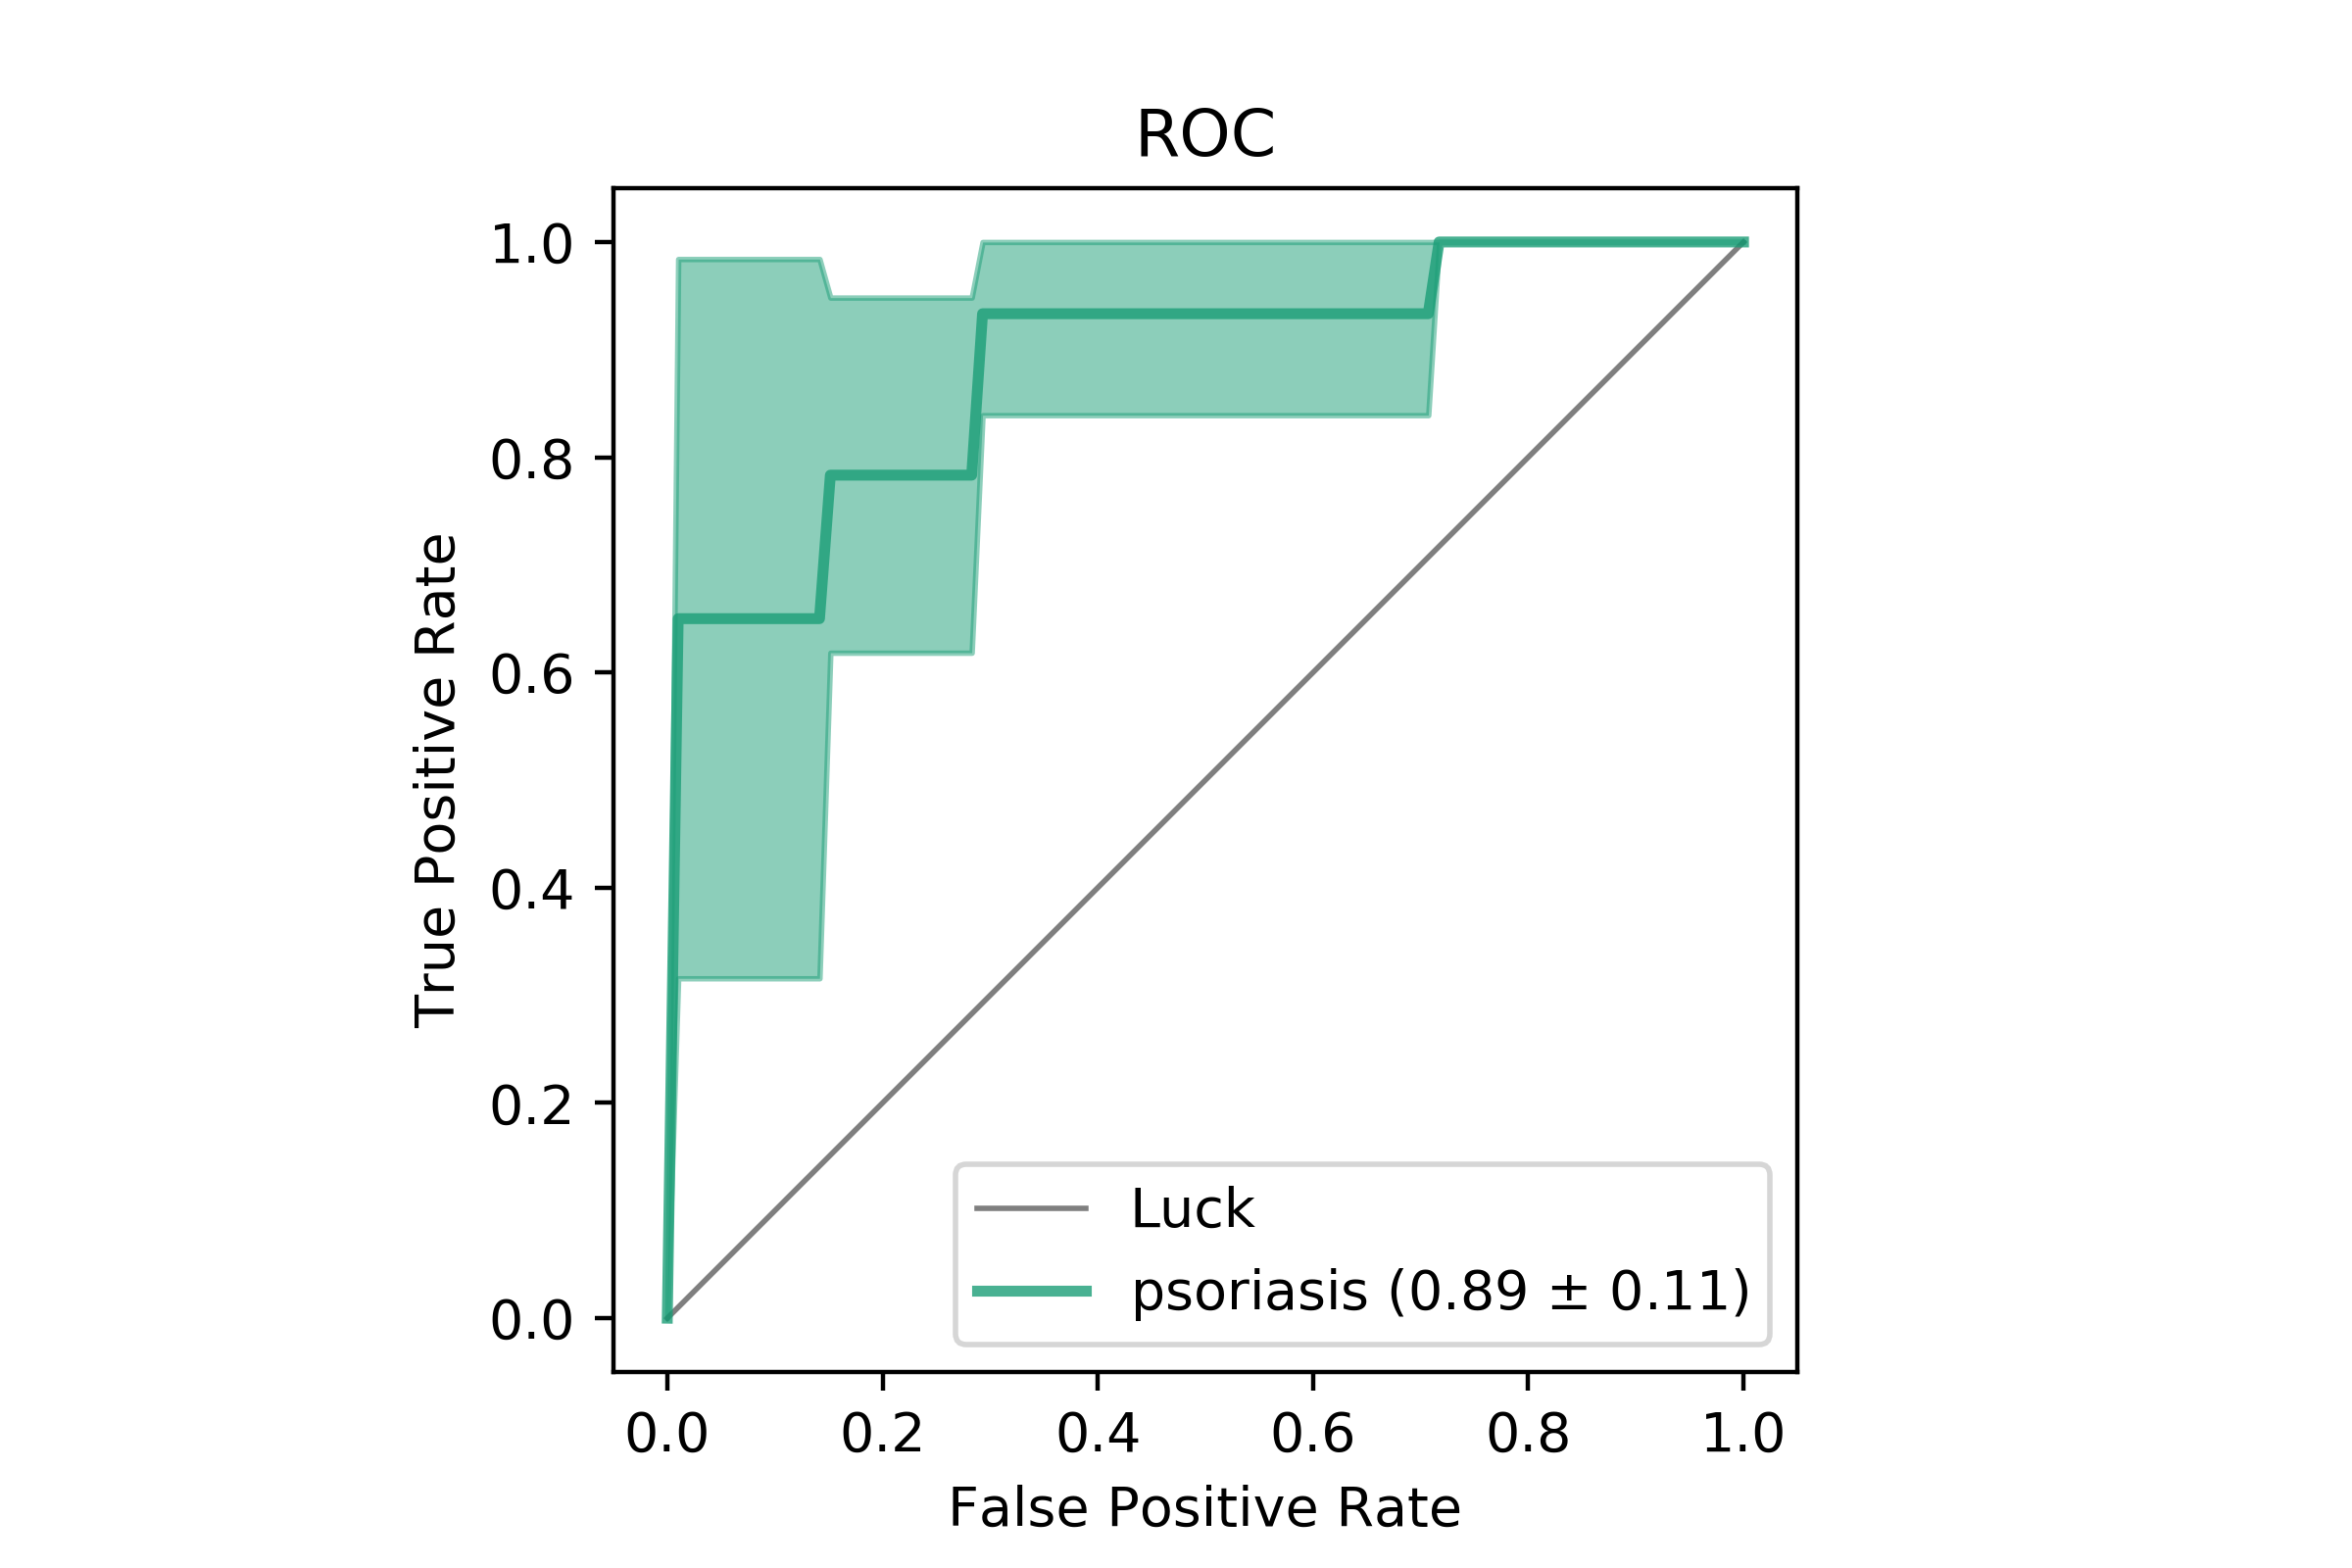 ROC
1.0
0.8
0.6
0.4
0.2
0.0
True Positive Rate
Luck
psoriasis (0.89 ± 0.11)
0.0 0.2 0.4 0.6 0.8 1.0
False Positive Rate